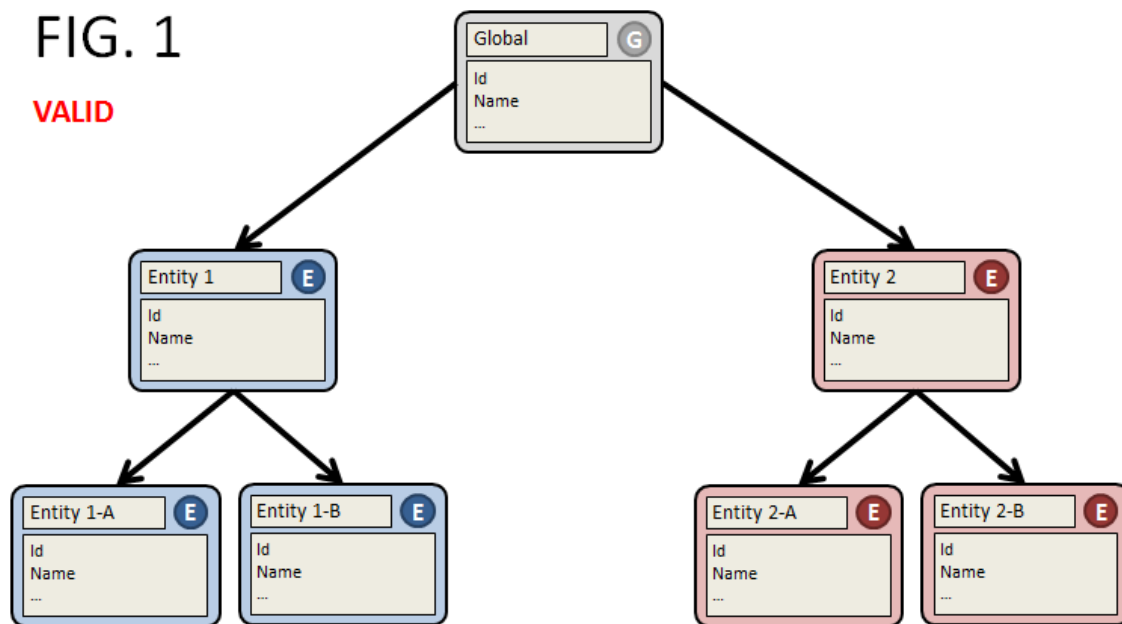 FIG. 1
VALID
Global
G
Id
Name
...
Entity 1
E
Id
Name
...
Entity 2
E
Id
Name
...
Entity 1-A
E
Id
Name
...
Entity 1-B
E
Id
Name
...
Entity 2-A
E
Id
Name
...
Entity 2-B
E
Id
Name
...